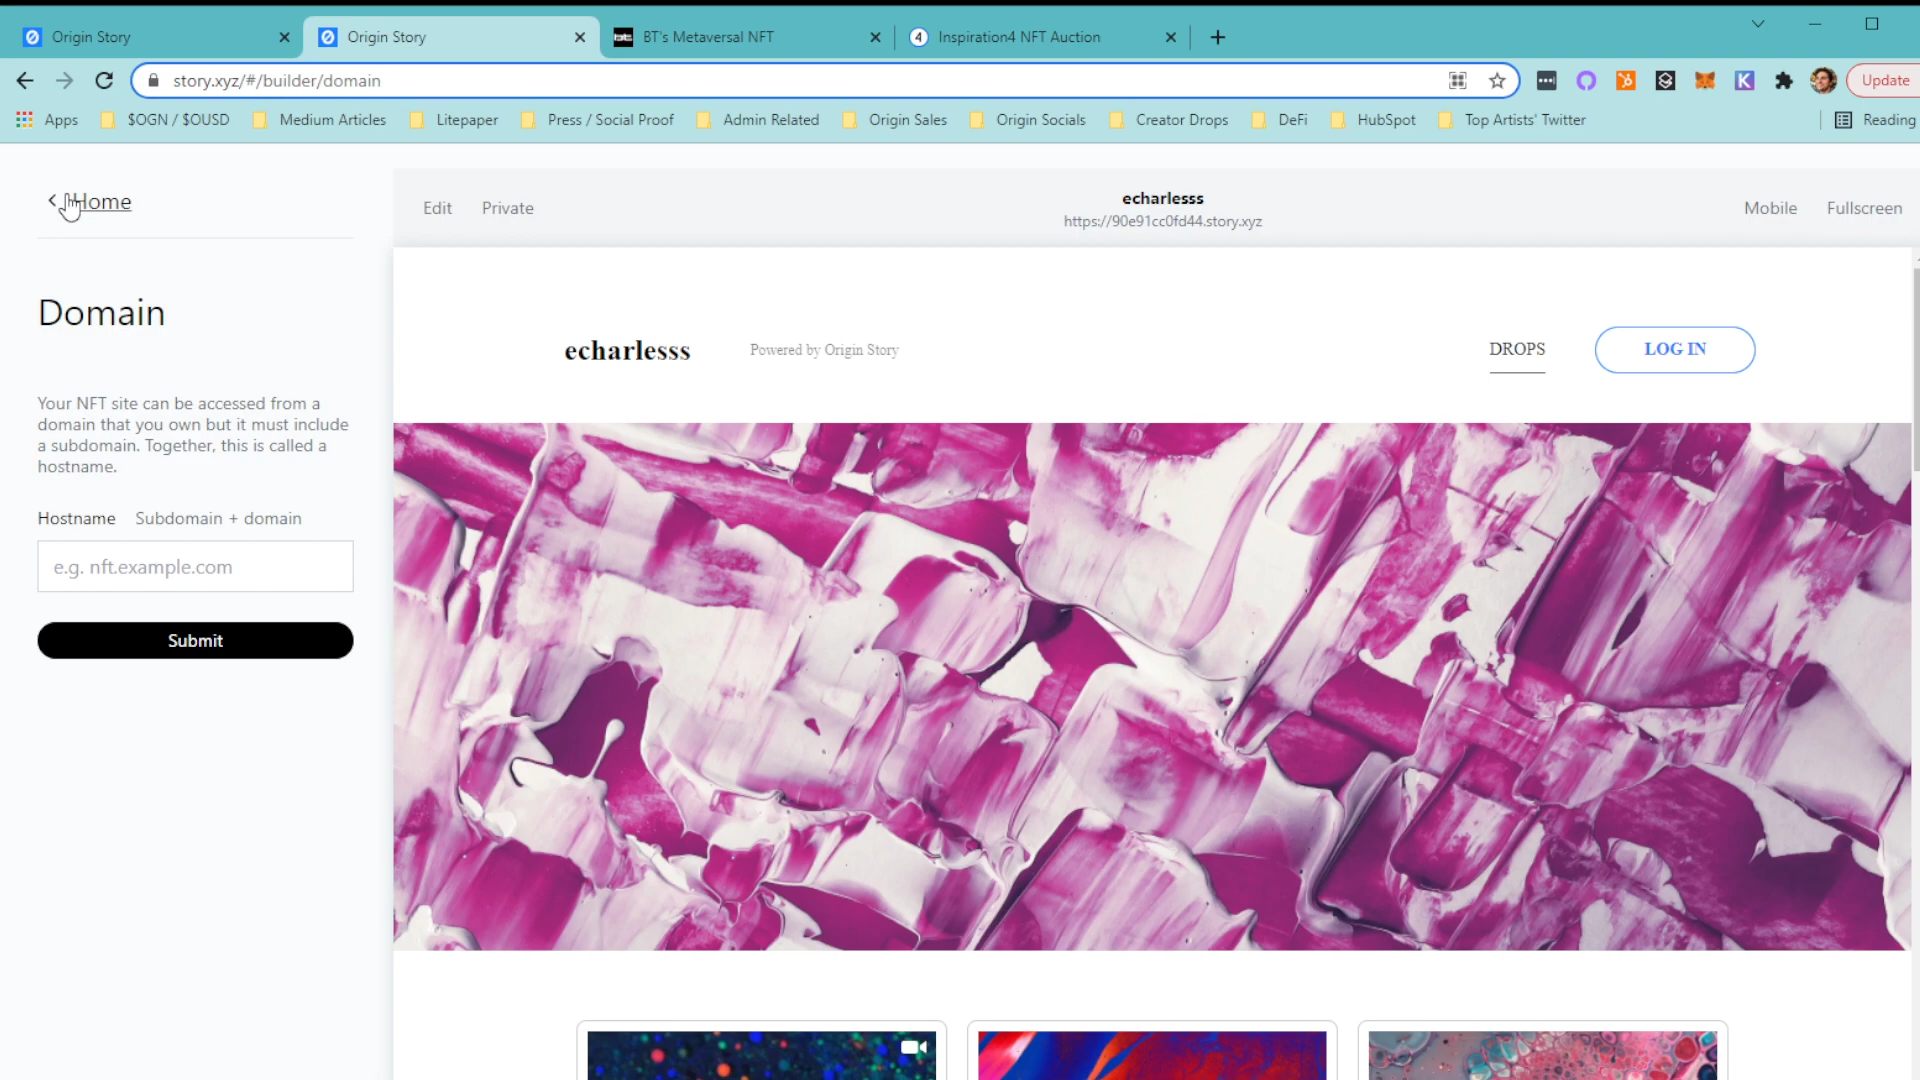 Origin Story
Origin Story
BT's Metaversal NFT
4 Inspiration4 NFT Auction
story.xyz/#/builder/domain
K
Update
Apps
$OGN / $OUSD
Medium Articles
Litepaper
Press / Social Proof
Admin Related
Origin Sales
Origin Socials
Creator Drops
DeFi
HubSpot
Top Artists' Twitter
Reading
Home
Edit
Private
echarlesss
https://90e91cc0fd44.story.xyz
Mobile
Fullscreen
Domain
Your NFT site can be accessed from a
domain that you own but it must include
a subdomain. Together, this is called a
hostname.
Hostname Subdomain + domain
e.g. nft.example.com
Submit
echarlesss
Powered by Origin Story
DROPS
LOG IN